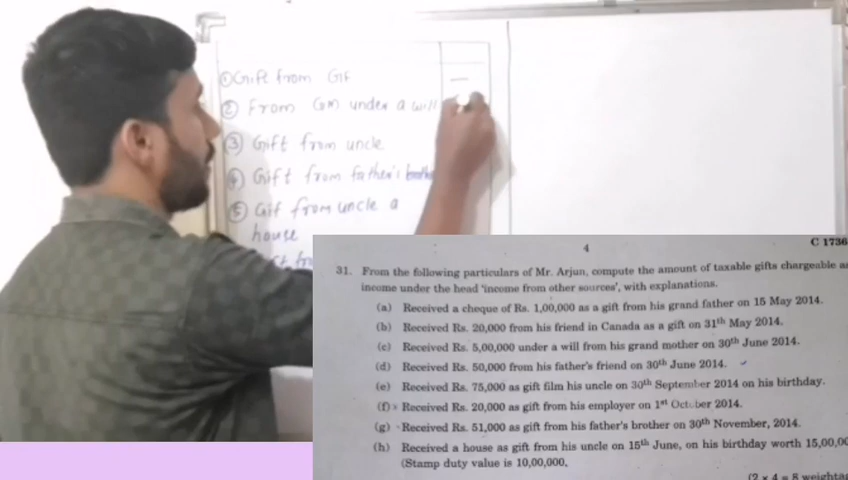 ①Gift from GF
② From GM under a will
③ Gift from uncle
④ Gift from father's
⑤ Gif from uncle a
house
4
C 1736
31. From the following particulars of Mr. Arjun, compute the amount of taxable gifts chargeable as
income under the head 'income from other sources', with explanations.
(a) Received a cheque of Rs. 1,00,000 as a gift from his grand father on 15 May 2014.
(b) Received Rs. 20,000 from his friend in Canada as a gift on 31th May 2014.
(c) Received Rs. 5,00,000 under a will from his grand mother on 30th June 2014.
(d) Received Rs. 50,000 from his father's friend on 30th June 2014.
(e) Received Rs. 75,000 as gift film his uncle on 30th September 2014 on his birthday.
(f) Received Rs. 20,000 as gift from his employer on 1st October 2014.
(g) Received Rs. 51,000 as gift from his father's brother on 30th November, 2014.
(h) Received a house as gift from his uncle on 15th June, on his birthday worth 15,00,00
(Stamp duty value is 10,00,000,
(2 × 4 = 8 weightag